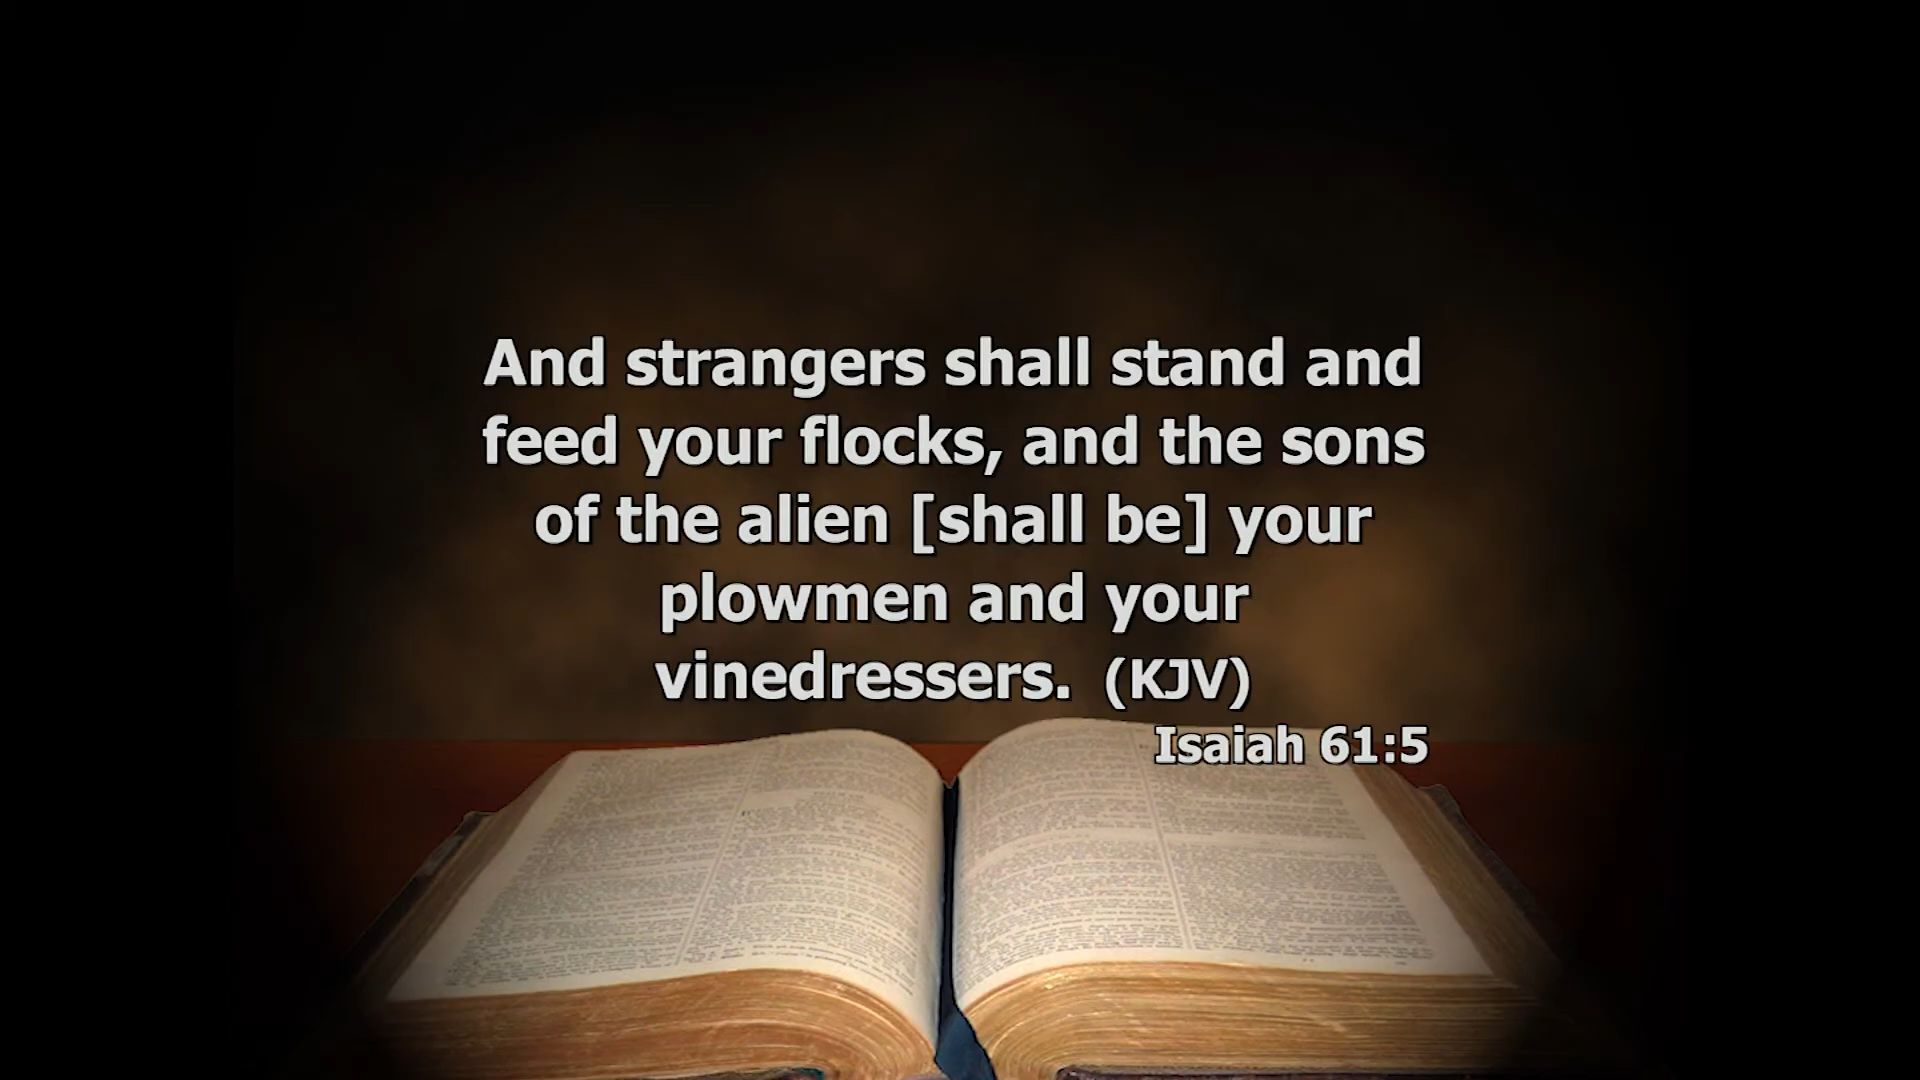 And strangers shall stand and
feed your flocks, and the sons
of the alien [shall be] your
plowmen and your
vinedressers. (KJV)
Isaiah 61:5